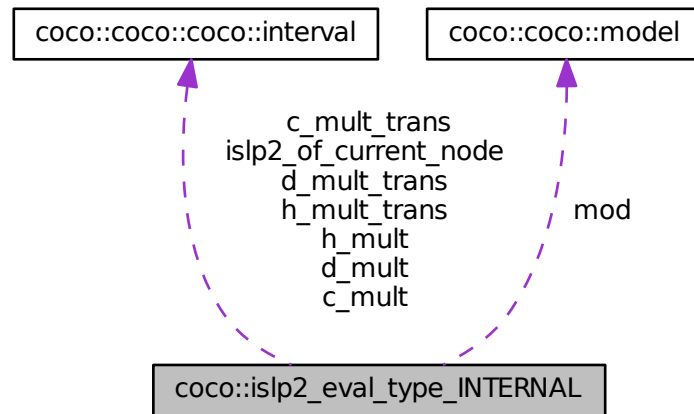 coco::coco::coco::interval
coco::coco::model
c_mult_trans
islp2_of_current_node
d_mult_trans
h_mult_trans
h_mult
d_mult
c_mult
mod
coco::islp2_eval_type_INTERNAL